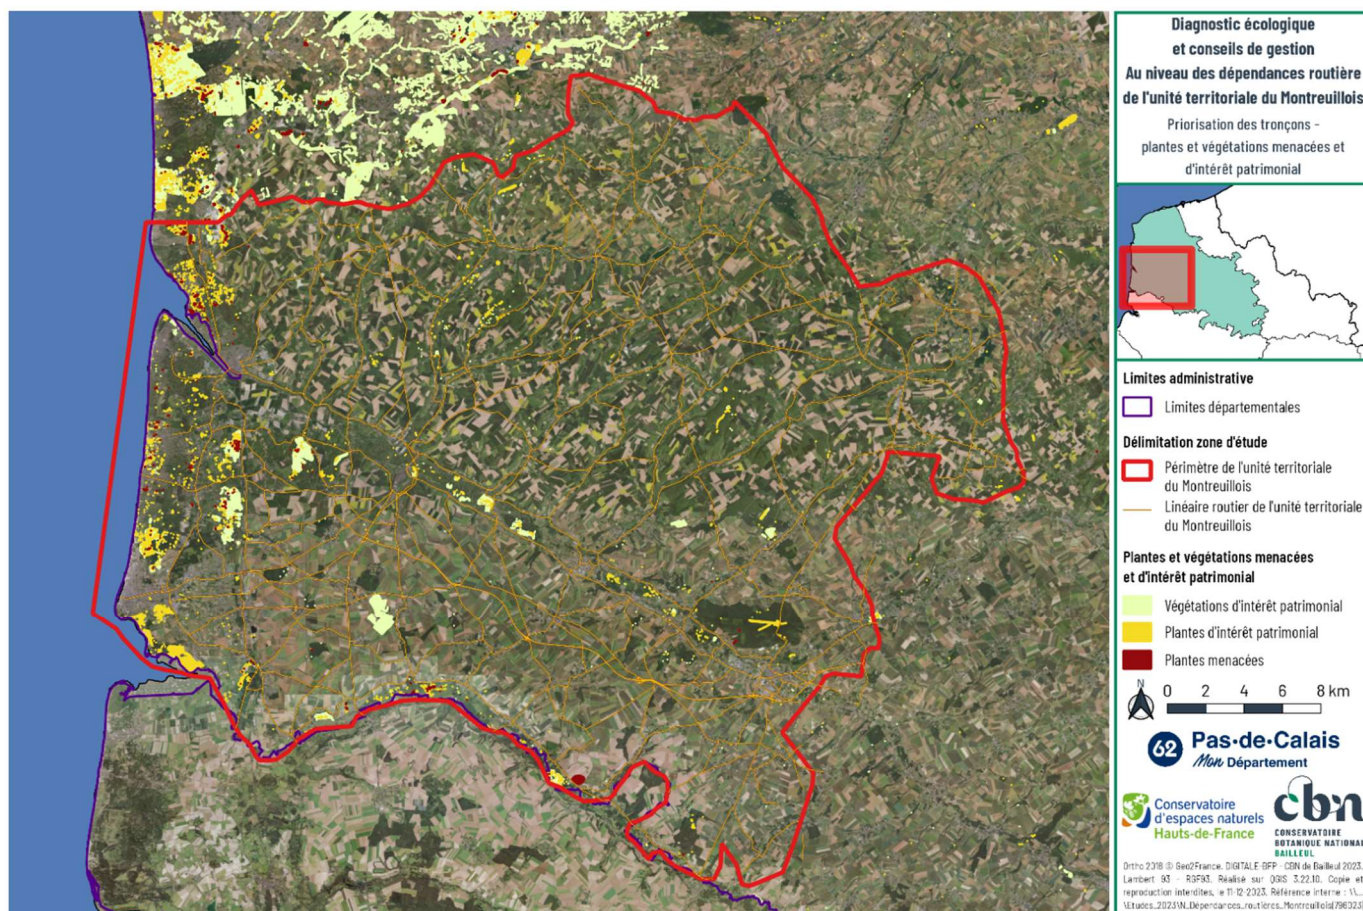 Diagnostic écologique
et conseils de gestion
Au niveau des dépendances routière
de l'unité territoriale du Montreuillois
Priorisation des tronçons -
plantes et végétations menacées et
d'intérêt patrimonial
Limites administrative
Limites départementales
Délimitation zone d'étude
Périmètre de l'unité territoriale
du Montreuillois
Linéaire routier de l'unité territoriale
du Montreuillois
Plantes et végétations menacées
et d'intérêt patrimonial
Végétations d'intérêt patrimonial
Plantes d'intérêt patrimonial
Plantes menacées
N
0 2 4 6 8 km
62 Pas-de-Calais
Mon Département
Conservatoire
d'espaces naturels
Hauts-de-France
cbn
CONSERVATOIRE
BOTANIQUE NATIONAL
BAILLEUL
Ortho 2018 © Geo2France. DIGITALE-BFP - CBN de Bailleul 2023.
Lambert 93 - RGF93. Réalisé sur QGIS 3.22.10. Copie et
reproduction interdites, le 11-12-2023. Référence interne : \\...
\Etudes_2023\N_Dépendances_routières_Montreuillois